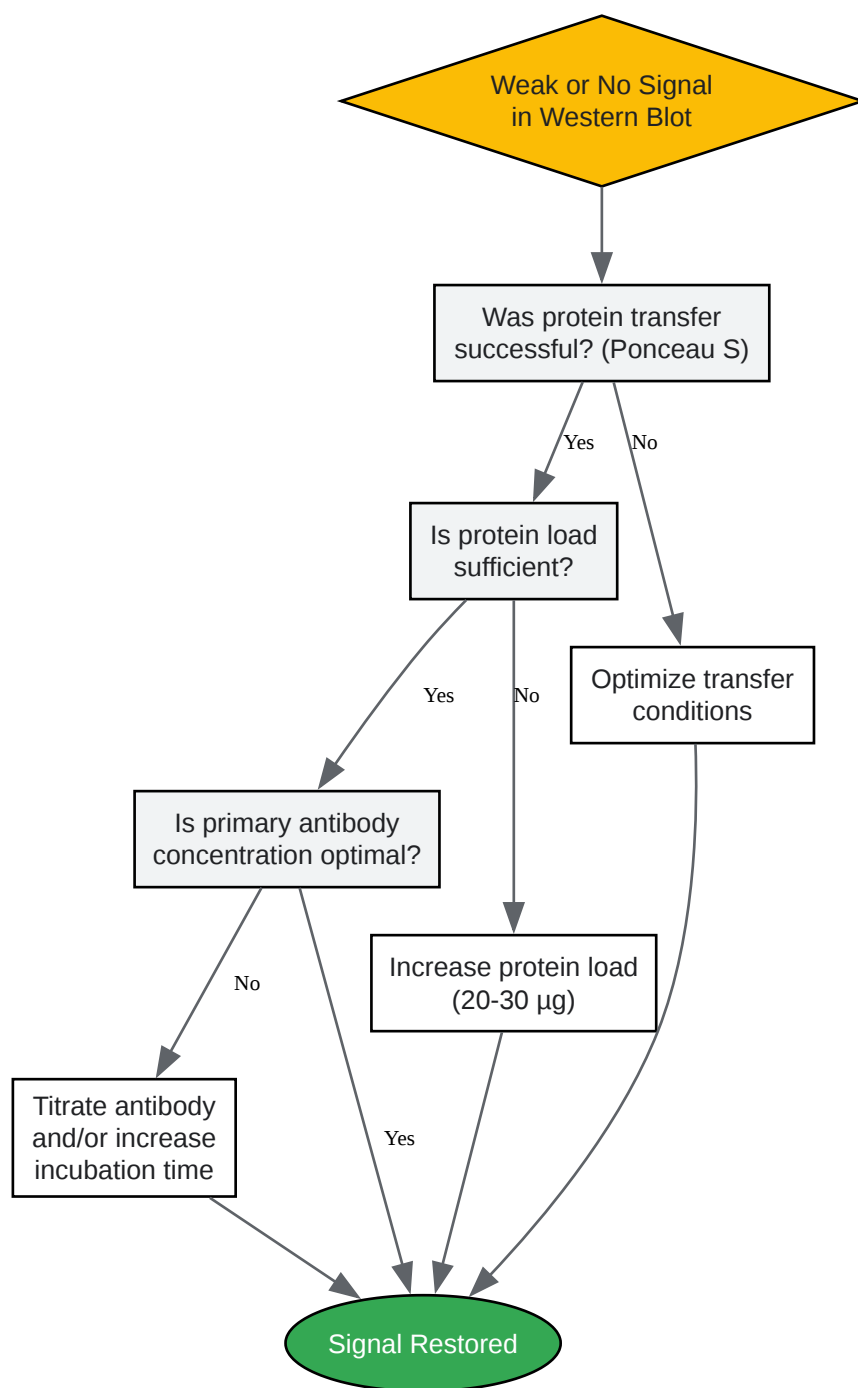 Weak or No Signal
in Western Blot
Was protein transfer
successful? (Ponceau S)
Yes
No
Is protein load
sufficient?
Optimize transfer
conditions
Yes
No
Is primary antibody
concentration optimal?
Increase protein load
(20-30 µg)
No
Titrate antibody
and/or increase
incubation time
Yes
Signal Restored